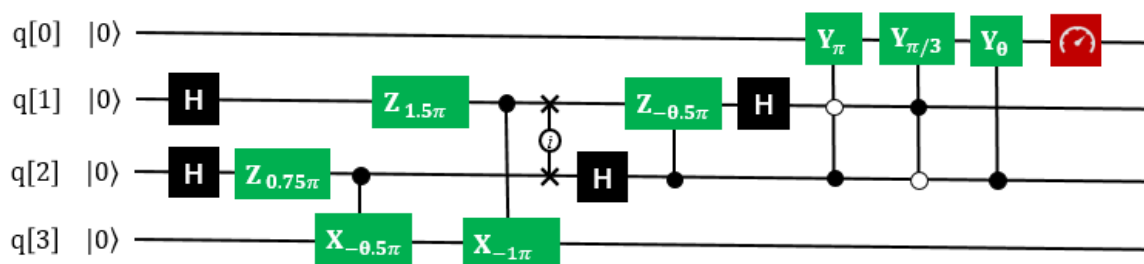 q[0] |0⟩ Y_π Y_π/3 Y_θ
q[1] |0⟩ H Z_1.5π Z_−θ.5π H
i
q[2] |0⟩ H Z_0.75π H
q[3] |0⟩ X_−θ.5π X_−1π